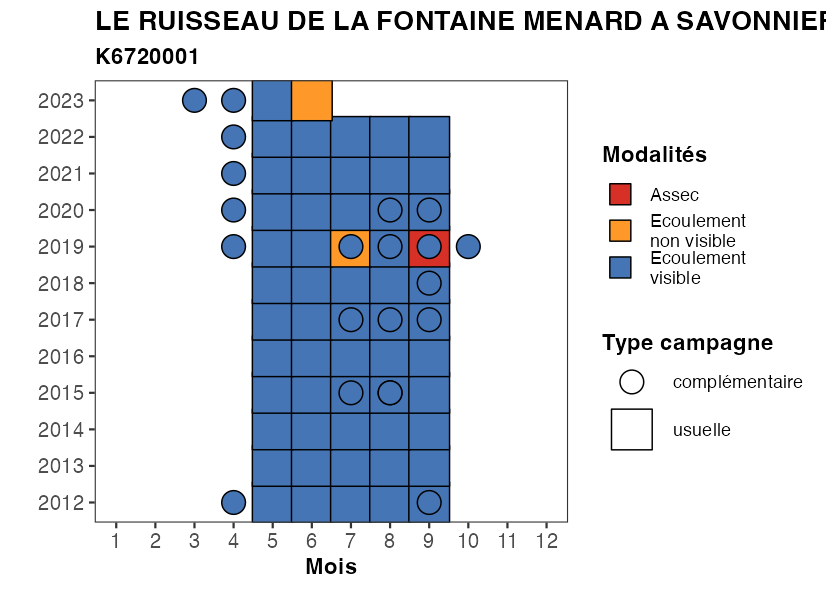 LE RUISSEAU DE LA FONTAINE MENARD A SAVONNIER
K6720001
2023
2022
2021
2020
2019
2018
2017
2016
2015
2014
2013
2012
1 2 3 4 5 6 7 8 9 10 11 12
Mois
Modalités
Assec
Ecoulement
non visible
Ecoulement
visible
Type campagne
complémentaire
usuelle